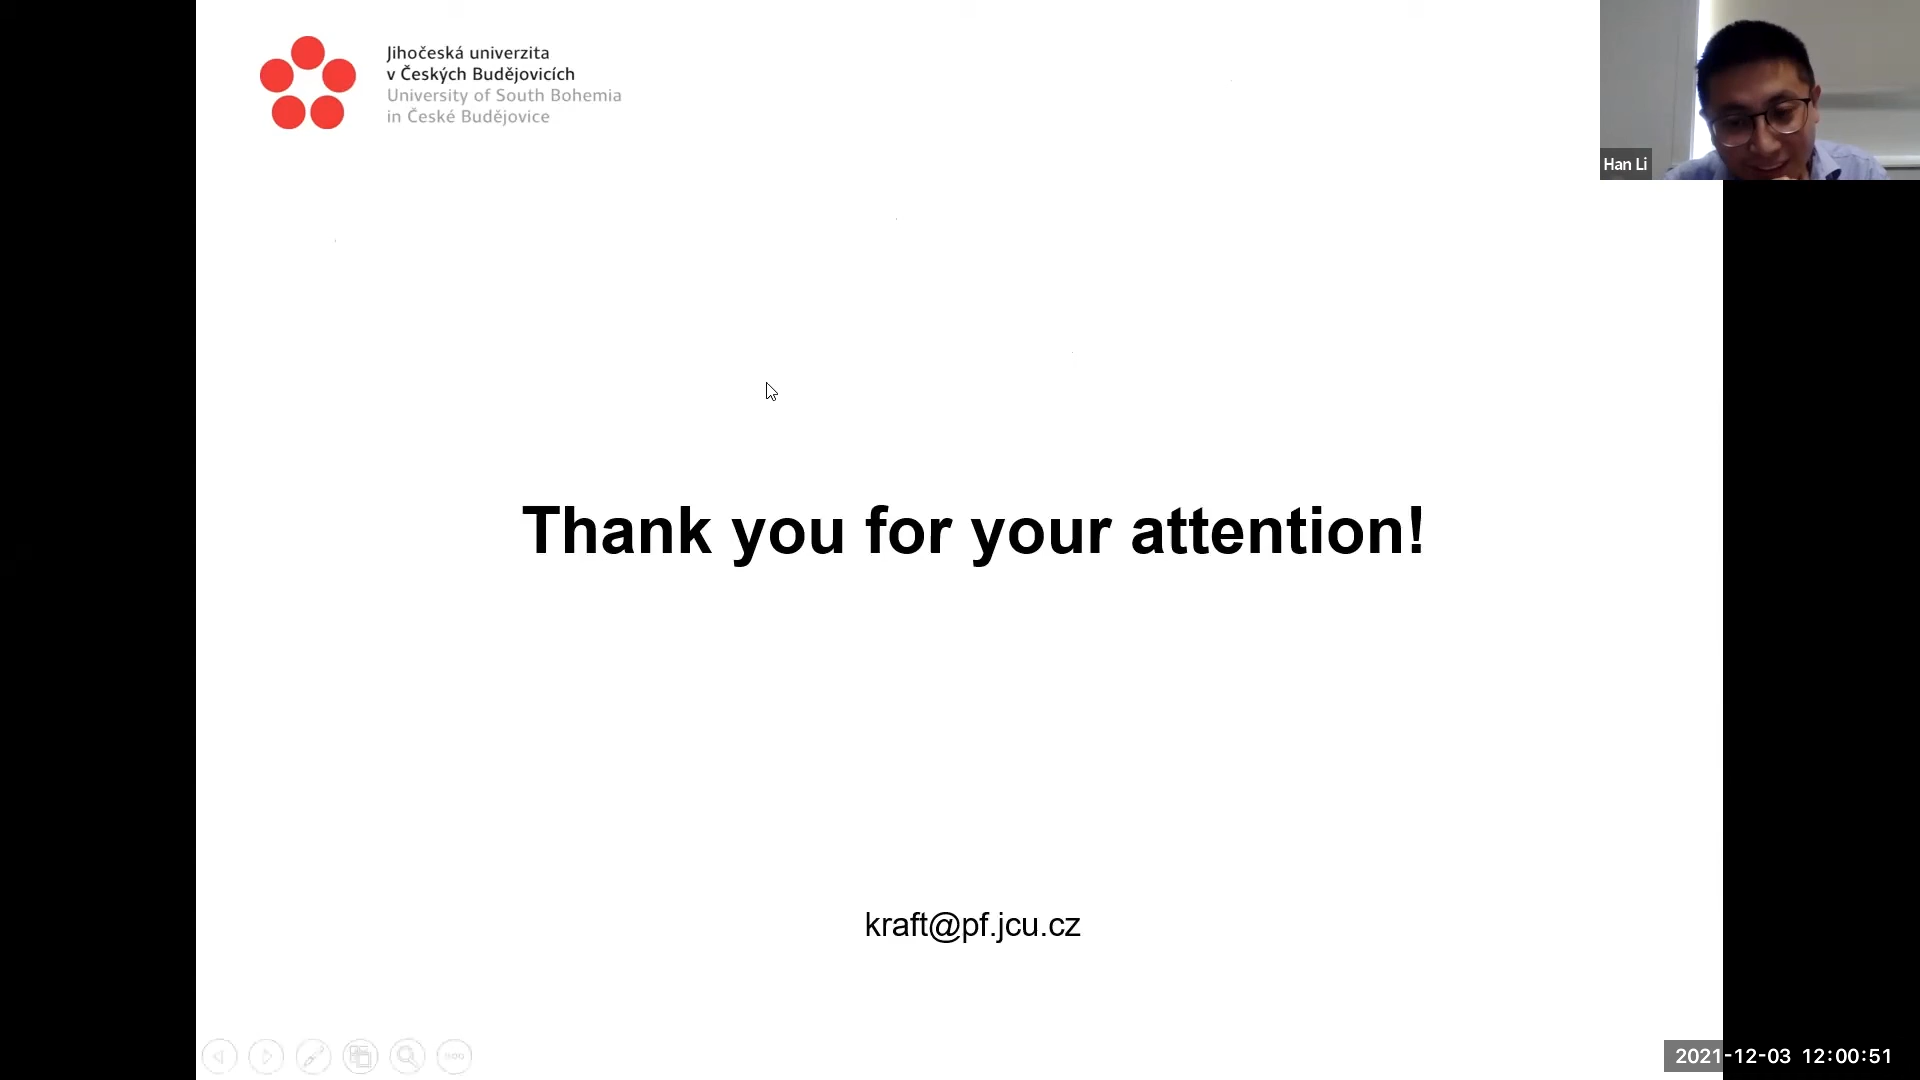 Jihočeská univerzita
v Českých Budějovicích
University of South Bohemia
in České Budějovice
Han Li
Thank you for your attention!
kraft@pf.jcu.cz
2021-12-03 12:00:51